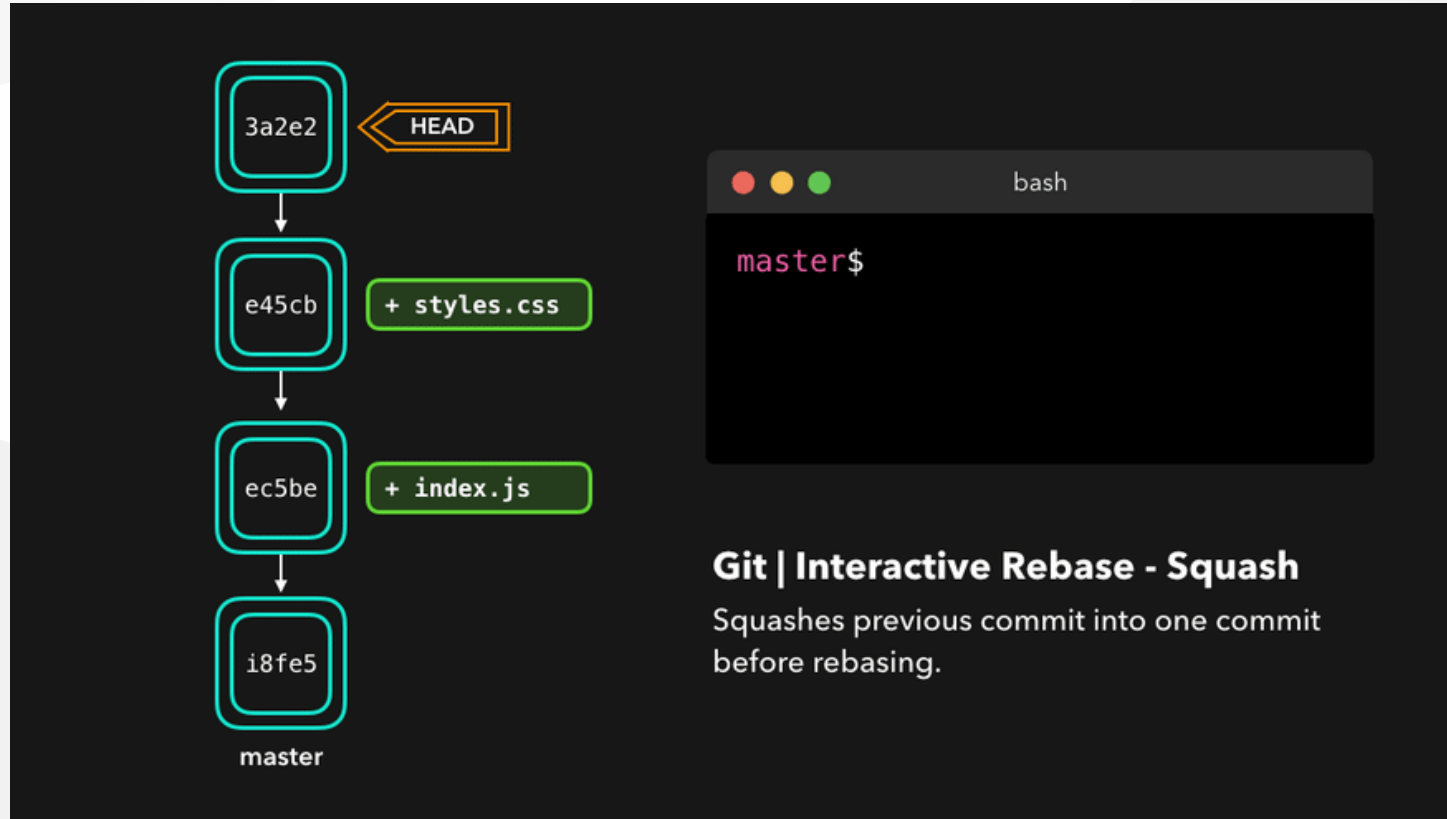 3a2e2
HEAD
e45cb
+ styles.css
ec5be
+ index.js
i8fe5
master
bash
master$
Git | Interactive Rebase - Squash
Squashes previous commit into one commit
before rebasing.